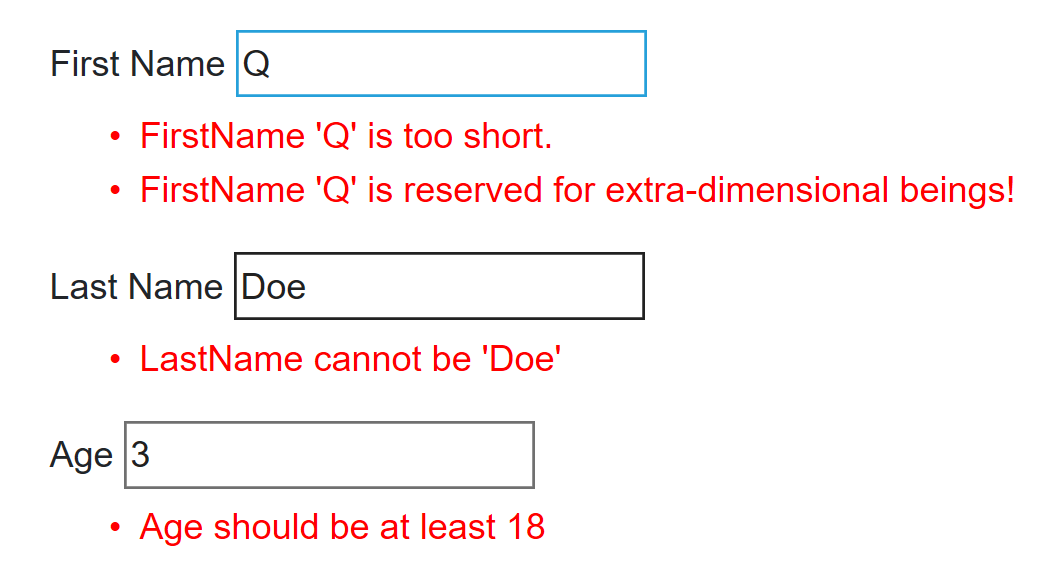 First Name Q
• FirstName 'Q' is too short.
• FirstName 'Q' is reserved for extra-dimensional beings!
Last Name Doe
• LastName cannot be 'Doe'
Age 3
• Age should be at least 18